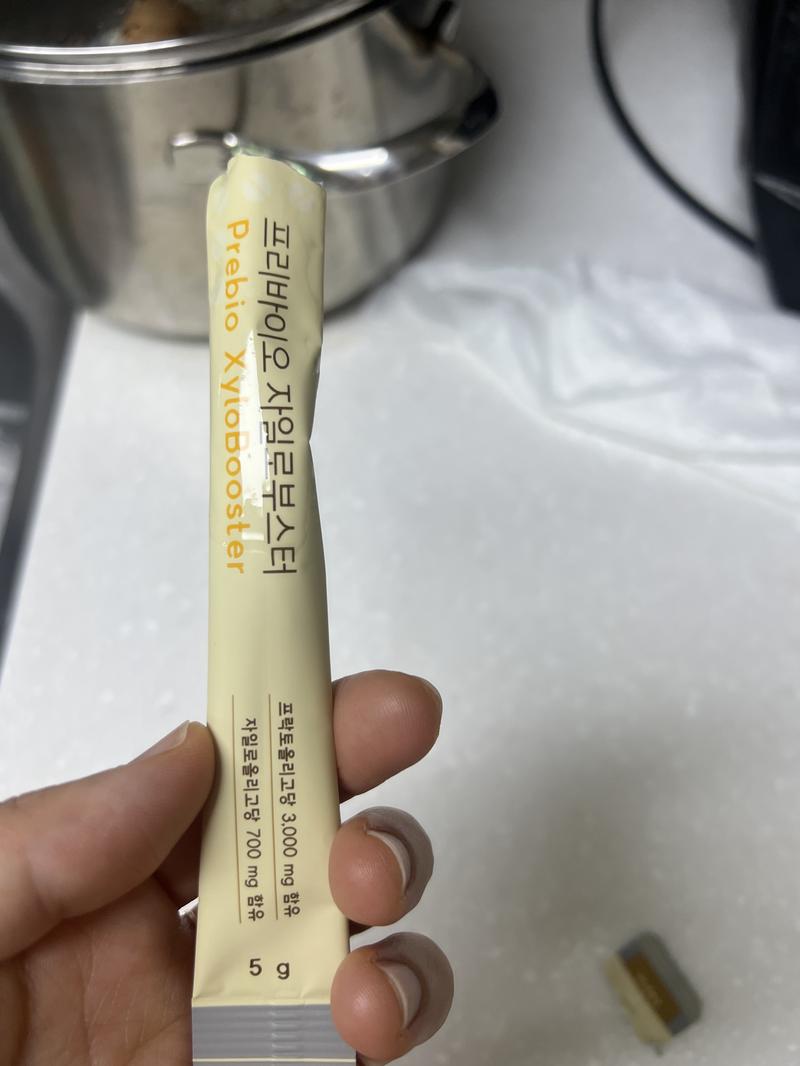 프리바이오 자일로부스터
Prebio XyloBooster
프락토올리고당 3,000 mg 함유
자일로올리고당 700 mg 함유
5 g